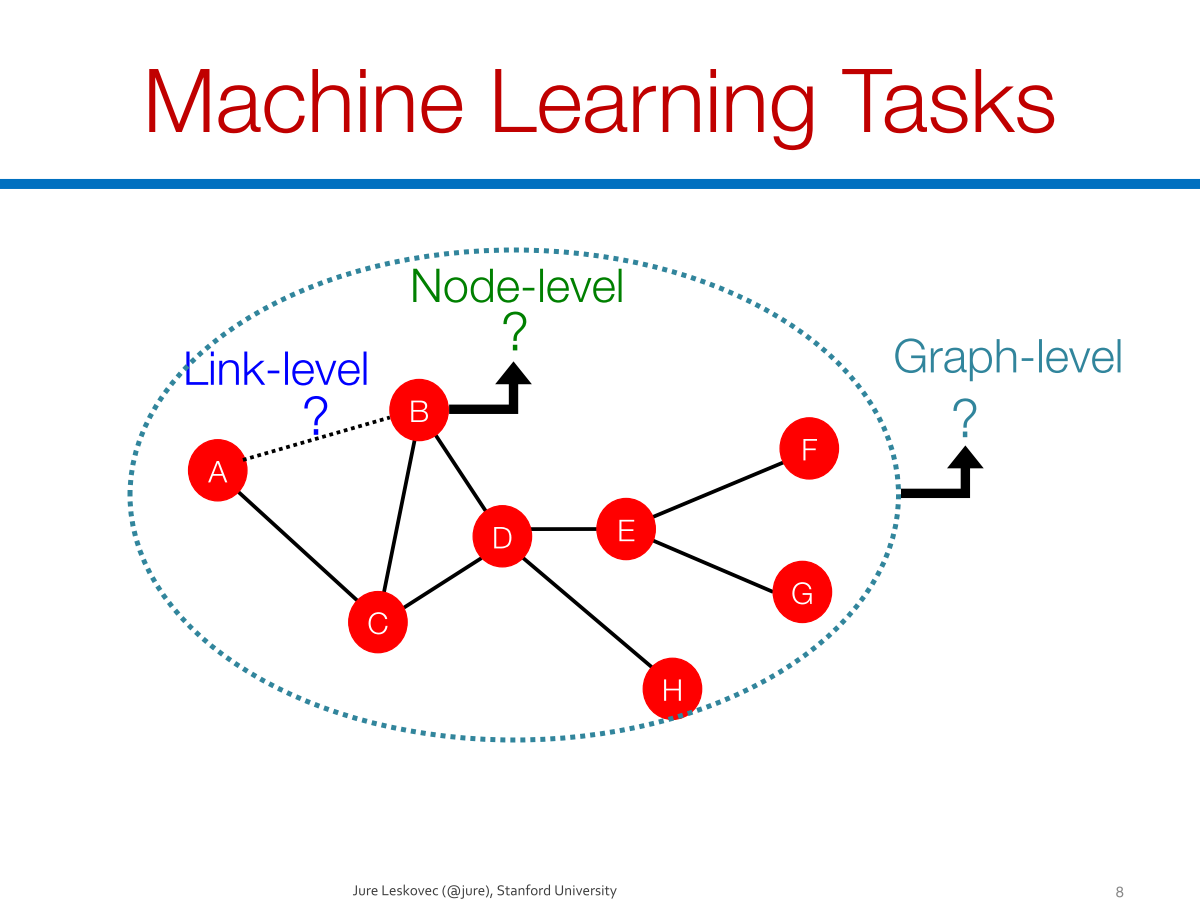 Machine Learning Tasks
Node-level
?
Link-level
?
Graph-level
?
B
A
F
D
E
G
C
H
Jure Leskovec (@jure), Stanford University
8